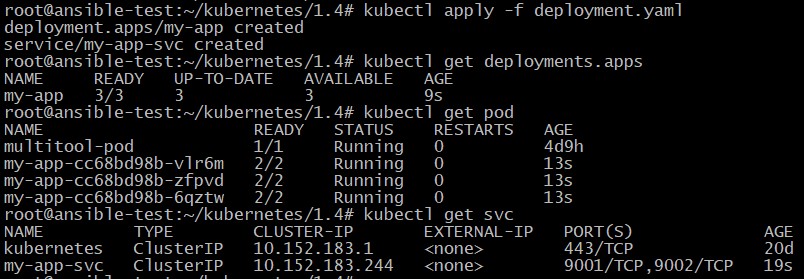 root@ansible-test:~/kubernetes/1.4# kubectl apply -f deployment.yaml
deployment.apps/my-app created
service/my-app-svc created
root@ansible-test:~/kubernetes/1.4# kubectl get deployments.apps
NAME     READY   UP-TO-DATE   AVAILABLE   AGE
my-app   3/3     3            3           9s
root@ansible-test:~/kubernetes/1.4# kubectl get pod
NAME                      READY   STATUS    RESTARTS   AGE
multitool-pod             1/1     Running   0          4d9h
my-app-cc68bd98b-vlr6m    2/2     Running   0          13s
my-app-cc68bd98b-zfpvd    2/2     Running   0          13s
my-app-cc68bd98b-6qztw    2/2     Running   0          13s
root@ansible-test:~/kubernetes/1.4# kubectl get svc
NAME         TYPE        CLUSTER-IP       EXTERNAL-IP   PORT(S)             AGE
kubernetes   ClusterIP   10.152.183.1     <none>        443/TCP             20d
my-app-svc   ClusterIP   10.152.183.244   <none>        9001/TCP,9002/TCP   19s